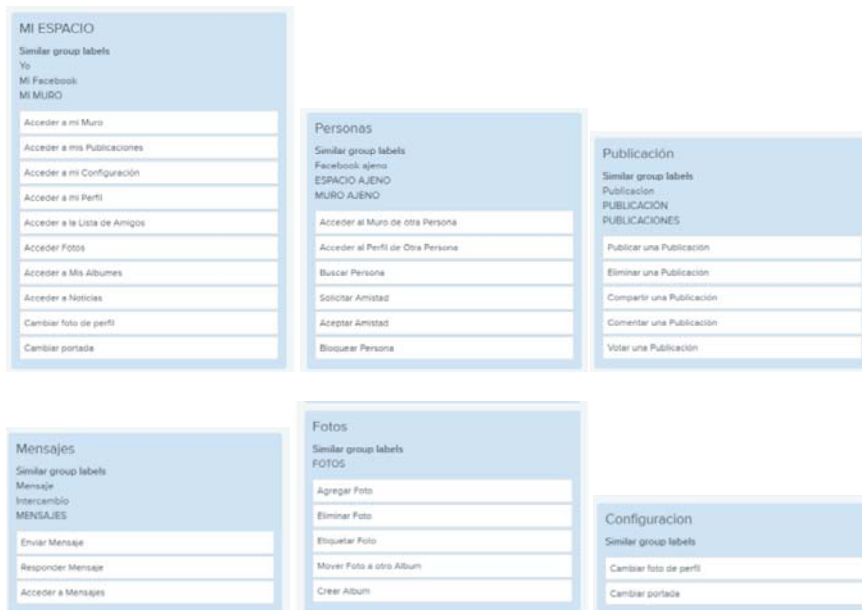 MI ESPACIO
Similar group labels
Yo
Mi Facebook
MI MURO
Acceder a mi Muro
Acceder a mis Publicaciones
Acceder a mi Configuración
Acceder a mi Perfil
Acceder a la Lista de Amigos
Acceder Fotos
Acceder a Mis Albumes
Acceder a Noticias
Cambiar foto de perfil
Cambiar portada
Personas
Similar group labels
Facebook ajeno
ESPACIO AJENO
MURO AJENO
Acceder al Muro de otra Persona
Acceder al Perfil de Otra Persona
Buscar Persona
Solicitar Amistad
Aceptar Amistad
Bloquear Persona
Publicación
Similar group labels
Publicacion
PUBLICACIÓN
PUBLICACIONES
Publicar una Publicación
Eliminar una Publicación
Compartir una Publicación
Comentar una Publicación
Votar una Publicación
Mensajes
Similar group labels
Mensaje
Intercambio
MENSAJES
Enviar Mensaje
Responder Mensaje
Acceder a Mensajes
Fotos
Similar group labels
FOTOS
Agregar Foto
Eliminar Foto
Etiquetar Foto
Mover Foto a otro Album
Creer Album
Configuracion
Similar group labels
Cambiar foto de perfil
Cambiar portada